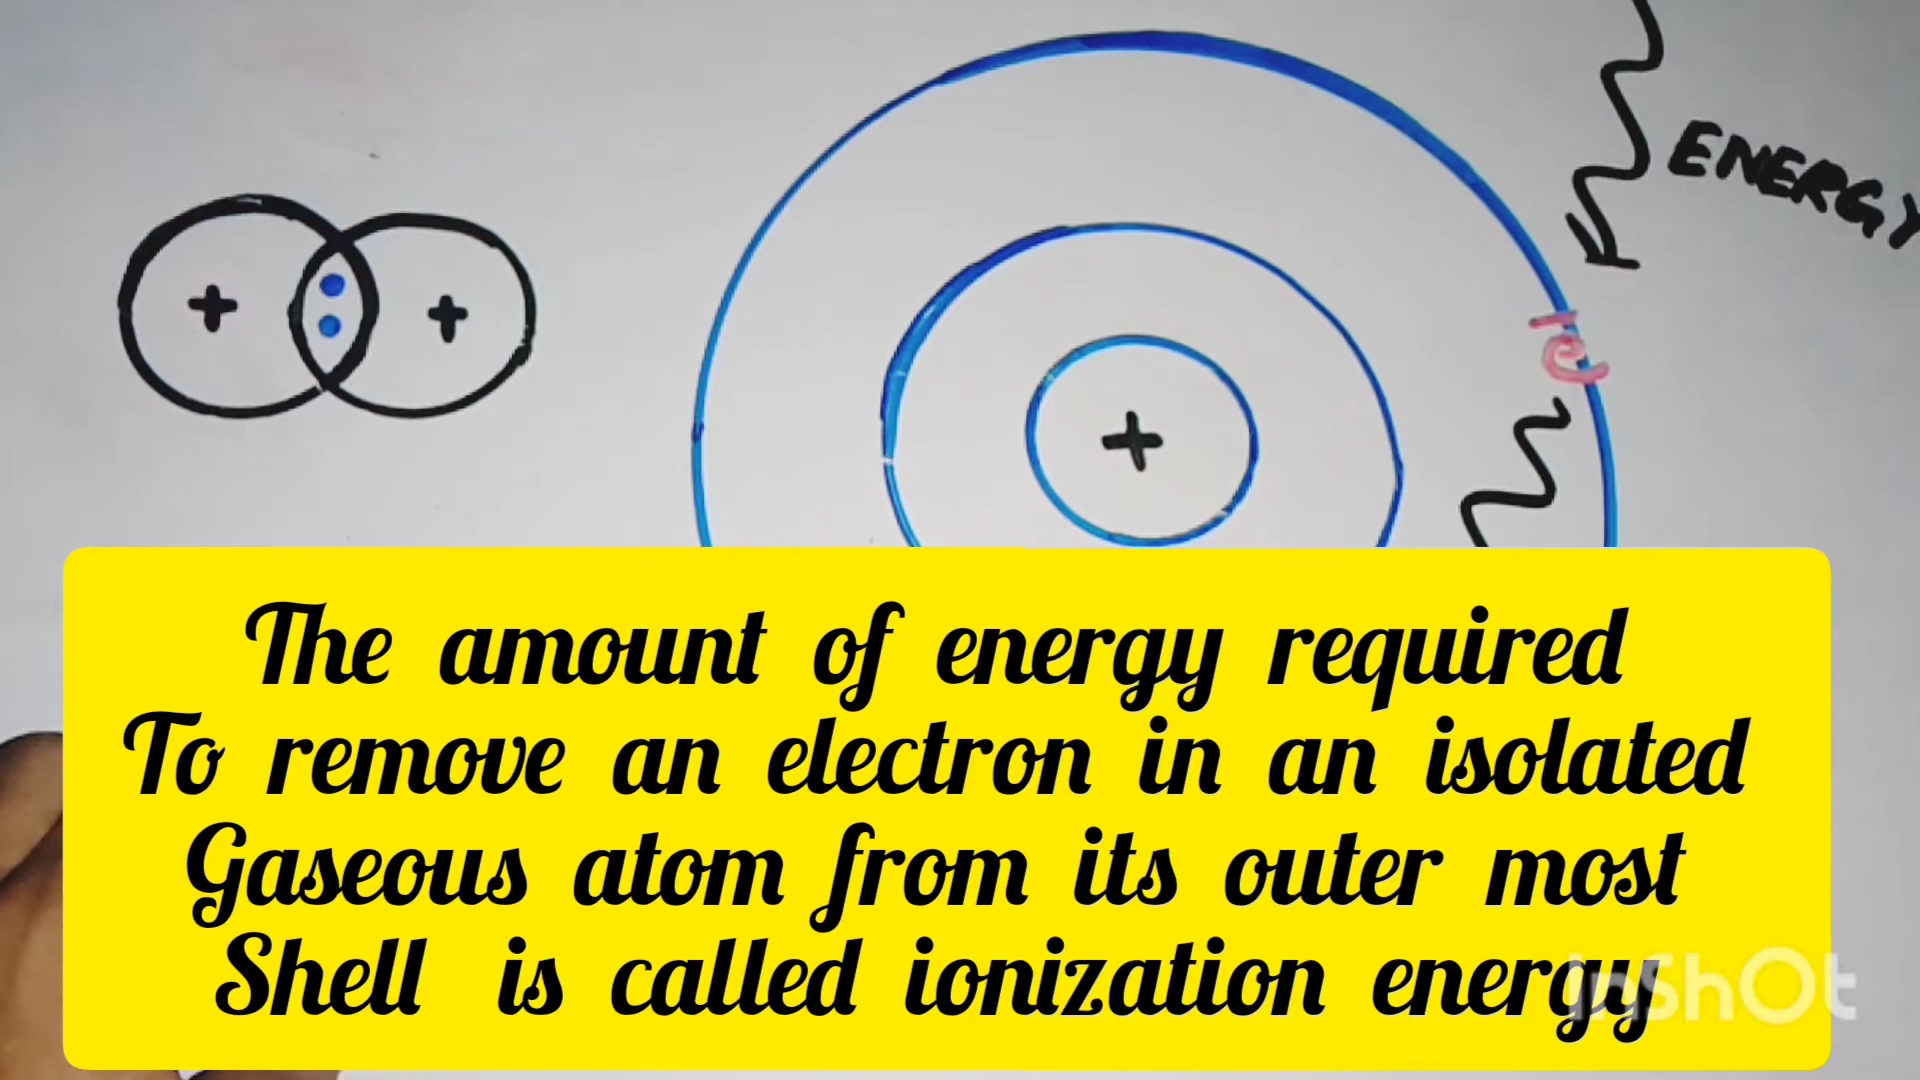 ENERGY
+
+
+
e
The amount of energy required
To remove an electron in an isolated
Gaseous atom from its outer most
Shell is called ionization energy
InShOt